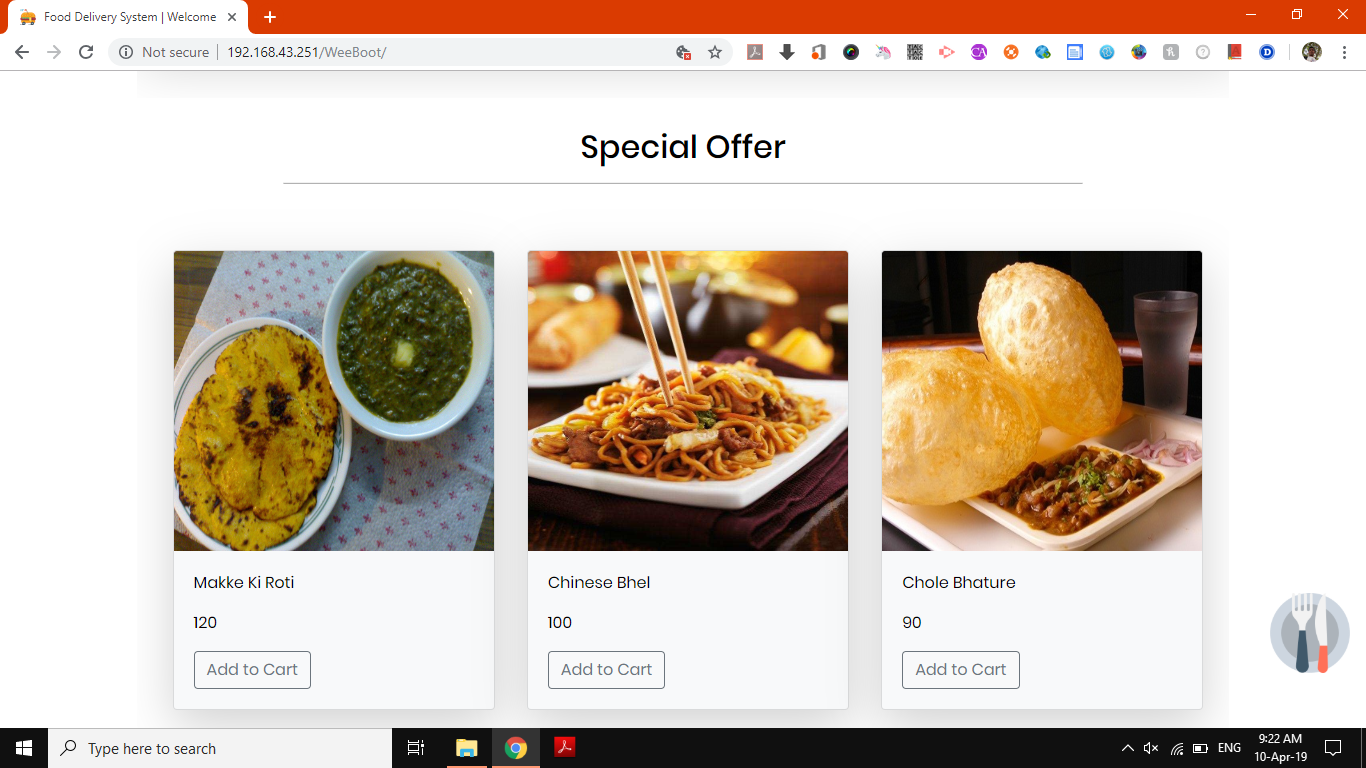 Food Delivery System | Welcome
Not secure | 192.168.43.251/WeeBoot/
CA
D
Special Offer
Makke Ki Roti
Chinese Bhel
Chole Bhature
120
100
90
Add to Cart
Add to Cart
Add to Cart
Type here to search
ENG
9:22 AM
10-Apr-19